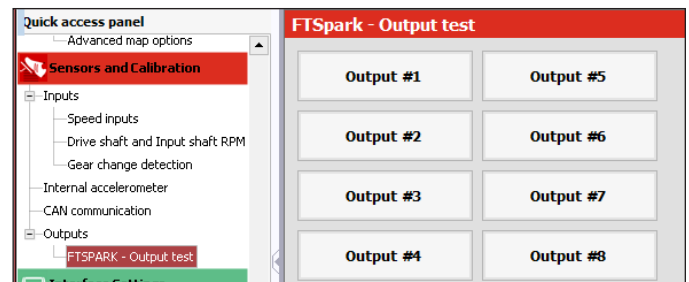 Quick access panel
Advanced map options
Sensors and Calibration
Inputs
Speed inputs
Drive shaft and Input shaft RPM
Gear change detection
Internal accelerometer
CAN communication
Outputs
FTSPARK - Output test
Interface Settings
FTSpark - Output test
Output #1 Output #5
Output #2 Output #6
Output #3 Output #7
Output #4 Output #8